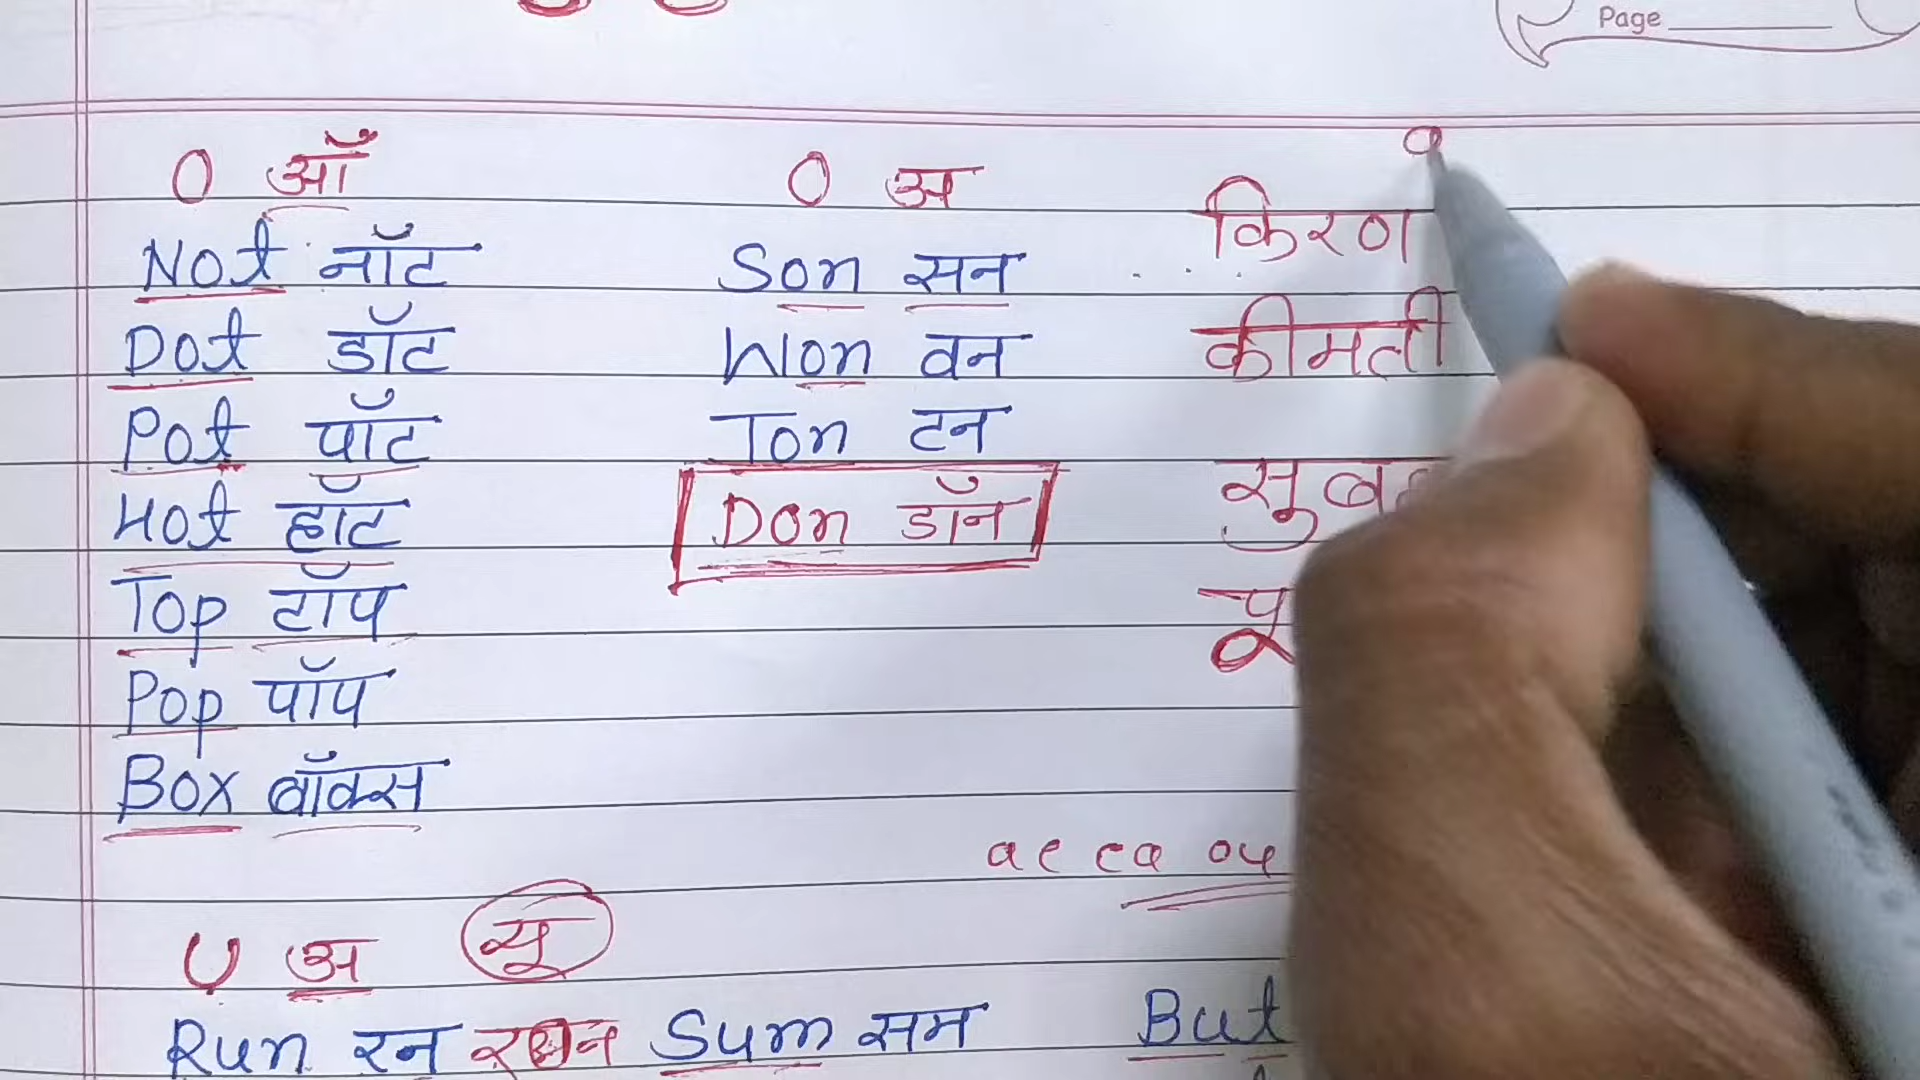 Page
O ऑ O अ
किरण
Not नॉट Son सन
कीमती
Dot डॉट Won वन
Pot पॉट Ton टन
Hot हॉट Don डॉन
Top टॉप
Pop पॉप
Box बॉक्स
ae ea ou
U अ यू
Run रन Sum सम But